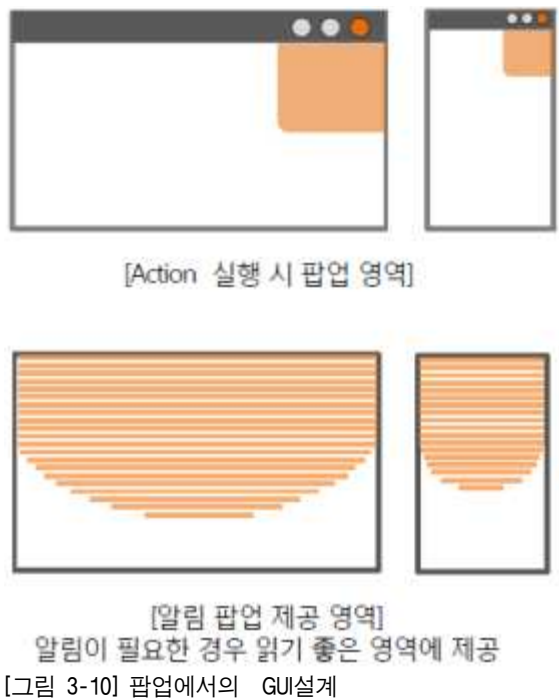 [Action 실행 시 팝업 영역]
[알림 팝업 제공 영역]
알림이 필요한 경우 읽기 좋은 영역에 제공
[그림 3-10] 팝업에서의 GUI설계